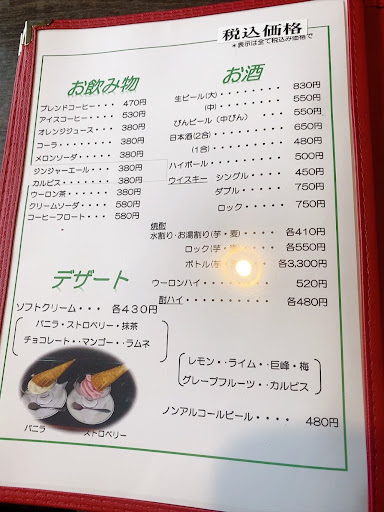 税込価格
*表示は全て税込み価格で
お飲み物
ブレンドコーヒー・・・ 470円
アイスコーヒー・・・・ 530円
オレンジジュース・・・ 380円
コーラ・・・・・・・・ 380円
メロンソーダ・・・・・ 380円
ジンジャーエール・・・ 380円
カルピス・・・・・・・ 380円
ウーロン茶・・・・・・ 380円
クリームソーダ・・・・ 580円
コーヒーフロート・・・ 580円
お酒
生ビール(大)・・・・・・・ 830円
(中)・・・・・・・ 550円
びんビール (中びん)・・・・ 550円
日本酒(2合)・・・・・・・ 650円
(1合)・・・・・・・ 480円
ハイボール・・・・・・・・ 500円
ウイスキー シングル・・・・ 450円
ダブル・・・・・ 750円
ロック・・・・・ 750円
焼酎
水割り・お湯割り(芋・麦)・・・・各410円
ロック(芋・麦)・・・・各550円
ボトル(芋・ ・・各3,300円
ウーロンハイ・・・・・・・ 520円
酎ハイ・・・・・・・・・・各480円
レモン・・ライム・・巨峰・梅
グレープフルーツ・・カルピス
ノンアルコールビール・・・・ 480円
デザート
ソフトクリーム・・・ 各430円
バニラ・ストロベリー・抹茶
チョコレート・・マンゴー・・ラムネ
バニラ ストロベリー